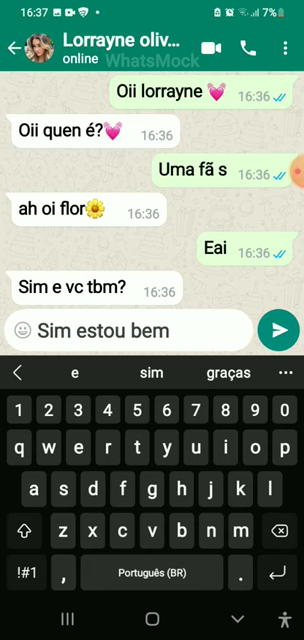 16:37
7%
Lorrayne oliv...
online
WhatsMock
Oii lorrayne 💓 16:36
Oii quen é?💓 16:36
Uma fã s 16:36
ah oi flor🌼 16:36
Eai 16:36
Sim e vc tbm? 16:36
Sim estou bem
e sim graças
1 2 3 4 5 6 7 8 9 0
q w e r t y u i o p
a s d f g h j k l
z x c v b n m
!#1 , Português (BR) .